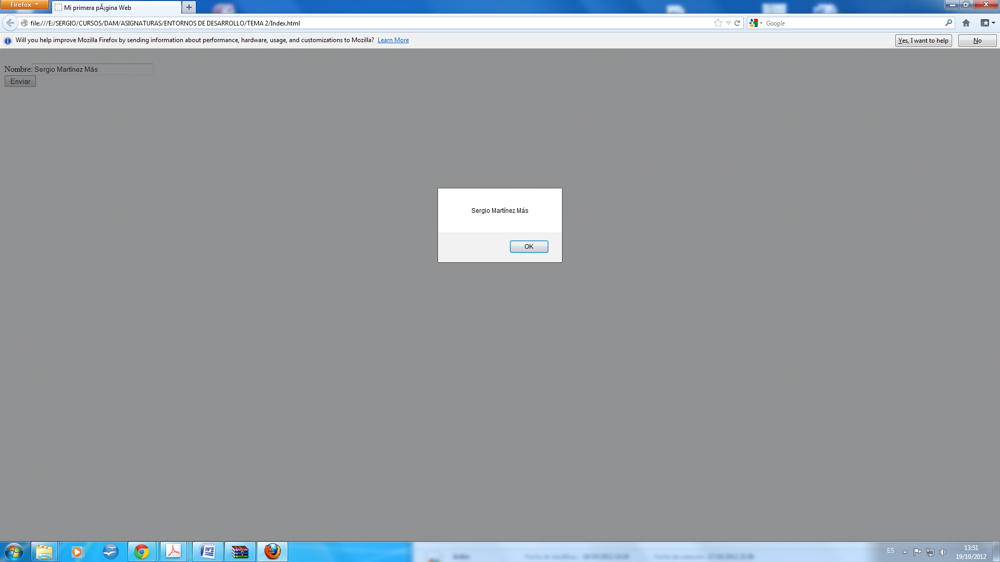 Firefox
Mi primera pÃ¡gina Web
file:///E:/SERGIO/CURSOS/DAM/ASIGNATURAS/ENTORNOS DE DESARROLLO/TEMA 2/Index.html
Google
Will you help improve Mozilla Firefox by sending information about performance, hardware, usage, and customizations to Mozilla? Learn More
Yes, I want to help
No
Nombre: Sergio Martínez Más
Enviar
Sergio Martínez Más
OK
ES
13:51
19/10/2012